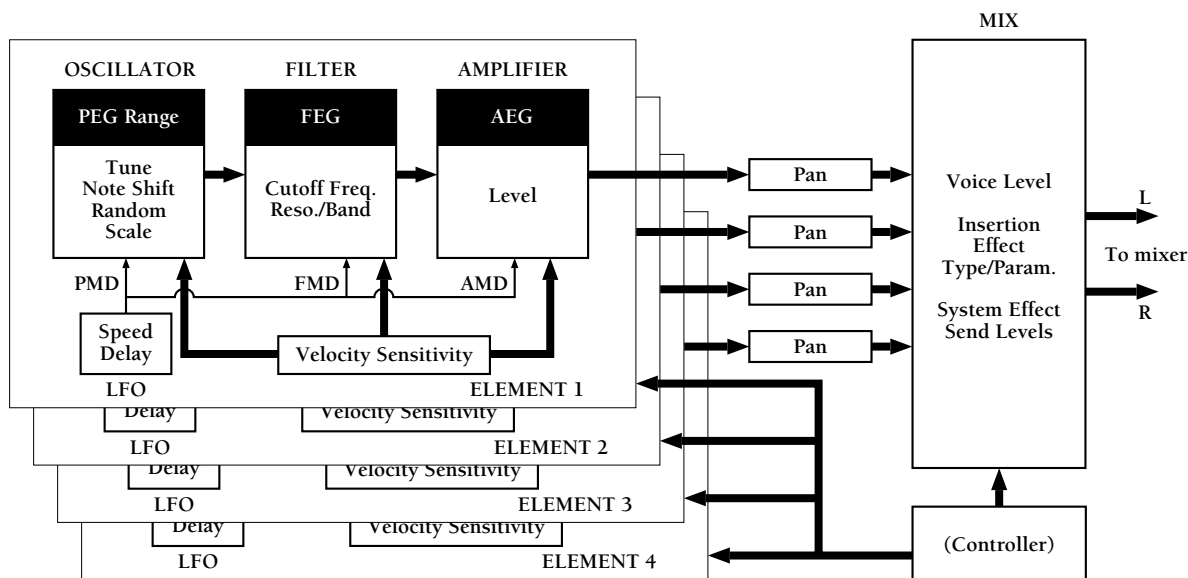 MIX
OSCILLATOR
FILTER
AMPLIFIER
PEG Range
FEG
AEG
Tune
Note Shift
Random
Scale
Cutoff Freq.
Reso./Band
Level
PMD
FMD
AMD
Speed
Delay
LFO
Velocity Sensitivity
ELEMENT 1
Delay
Velocity Sensitivity
LFO
ELEMENT 2
Delay
Velocity Sensitivity
LFO
ELEMENT 3
Delay
Velocity Sensitivity
LFO
ELEMENT 4
Pan
Pan
Pan
Pan
Voice Level
Insertion
Effect
Type/Param.
System Effect
Send Levels
L
To mixer
R
(Controller)